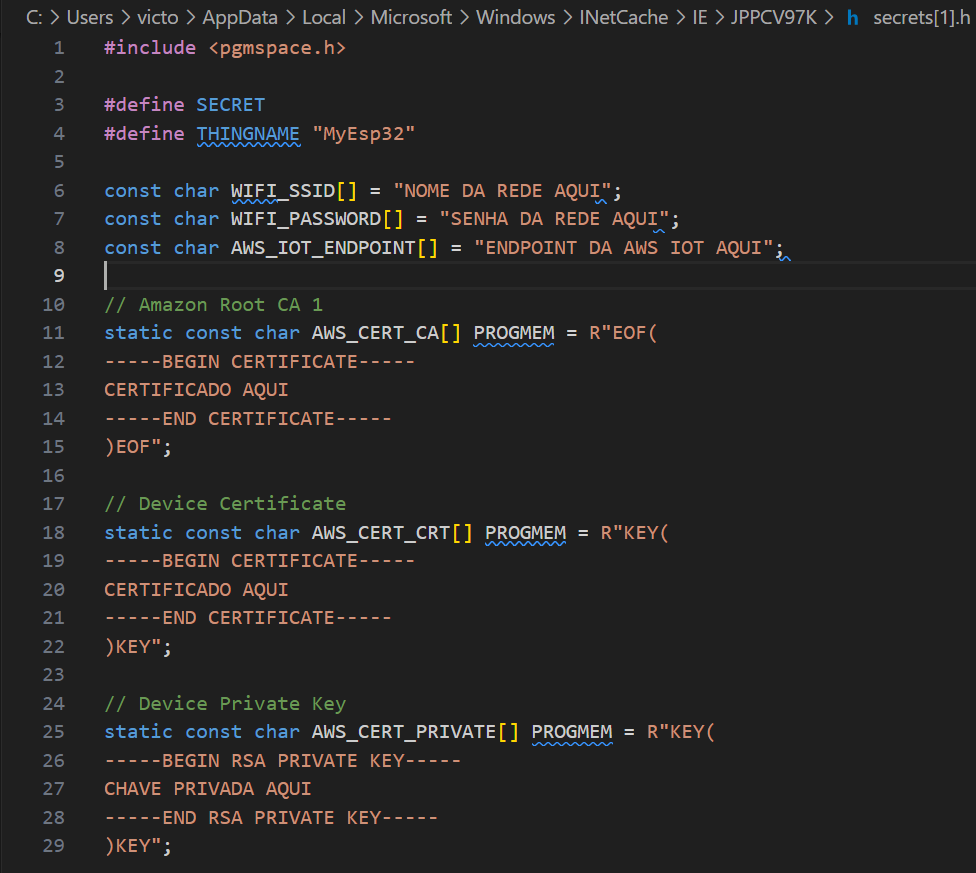 C: > Users > victo > AppData > Local > Microsoft > Windows > INetCache > IE > JPPCV97K > h secrets[1].h
1 #include <pgmspace.h>
2
3 #define SECRET
4 #define THINGNAME "MyEsp32"
5
6 const char WIFI_SSID[] = "NOME DA REDE AQUI";
7 const char WIFI_PASSWORD[] = "SENHA DA REDE AQUI";
8 const char AWS_IOT_ENDPOINT[] = "ENDPOINT DA AWS IOT AQUI";
9
10 // Amazon Root CA 1
11 static const char AWS_CERT_CA[] PROGMEM = R"EOF(
12 -----BEGIN CERTIFICATE-----
13 CERTIFICADO AQUI
14 -----END CERTIFICATE-----
15 )EOF";
16
17 // Device Certificate
18 static const char AWS_CERT_CRT[] PROGMEM = R"KEY(
19 -----BEGIN CERTIFICATE-----
20 CERTIFICADO AQUI
21 -----END CERTIFICATE-----
22 )KEY";
23
24 // Device Private Key
25 static const char AWS_CERT_PRIVATE[] PROGMEM = R"KEY(
26 -----BEGIN RSA PRIVATE KEY-----
27 CHAVE PRIVADA AQUI
28 -----END RSA PRIVATE KEY-----
29 )KEY";